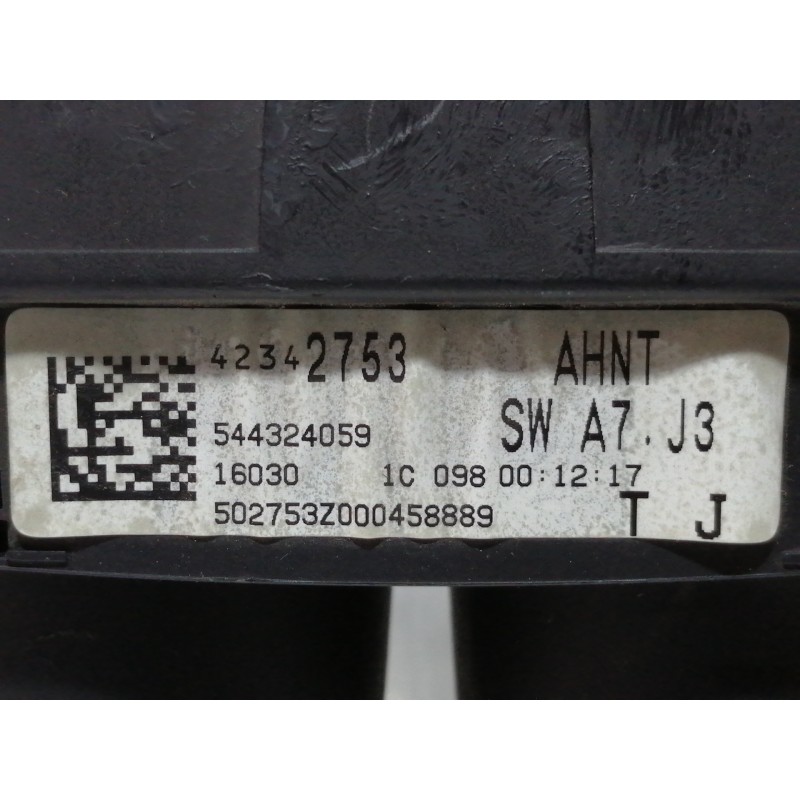 42342753 AHNT
544324059 SW A7.J3
16030 1C 098 00:12:17
502753Z000458889 T J